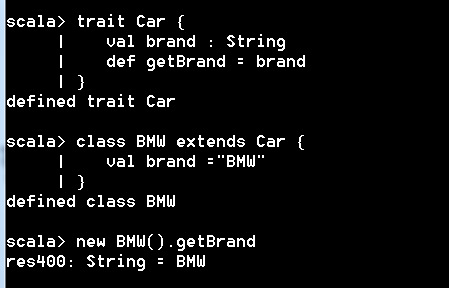 scala> trait Car {
     |    val brand : String
     |    def getBrand = brand
     | }
defined trait Car
scala> class BMW extends Car {
     |    val brand ="BMW"
     | }
defined class BMW
scala> new BMW().getBrand
res400: String = BMW